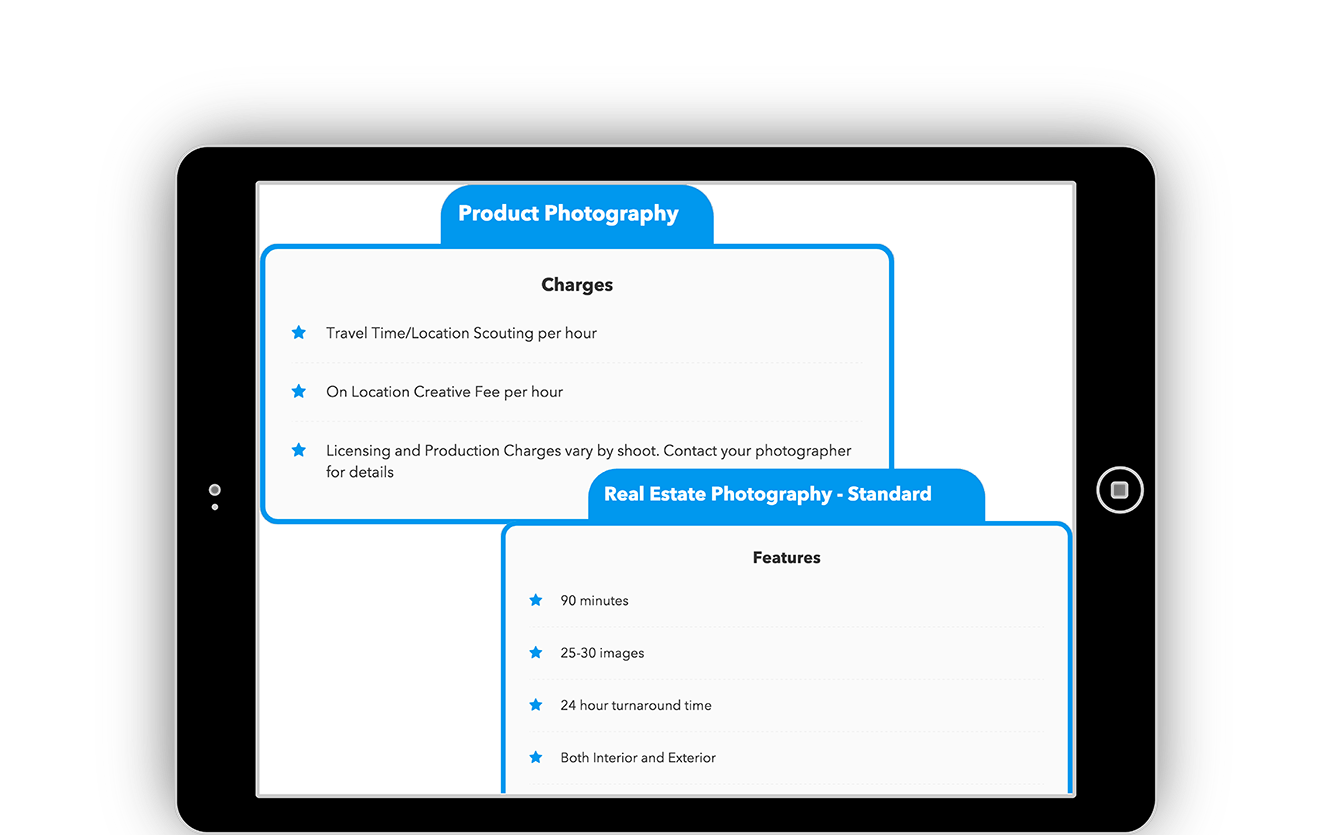 Product Photography
Charges
Travel Time/Location Scouting per hour
On Location Creative Fee per hour
Licensing and Production Charges vary by shoot. Contact your photographer
for details
Real Estate Photography - Standard
Features
90 minutes
25-30 images
24 hour turnaround time
Both Interior and Exterior